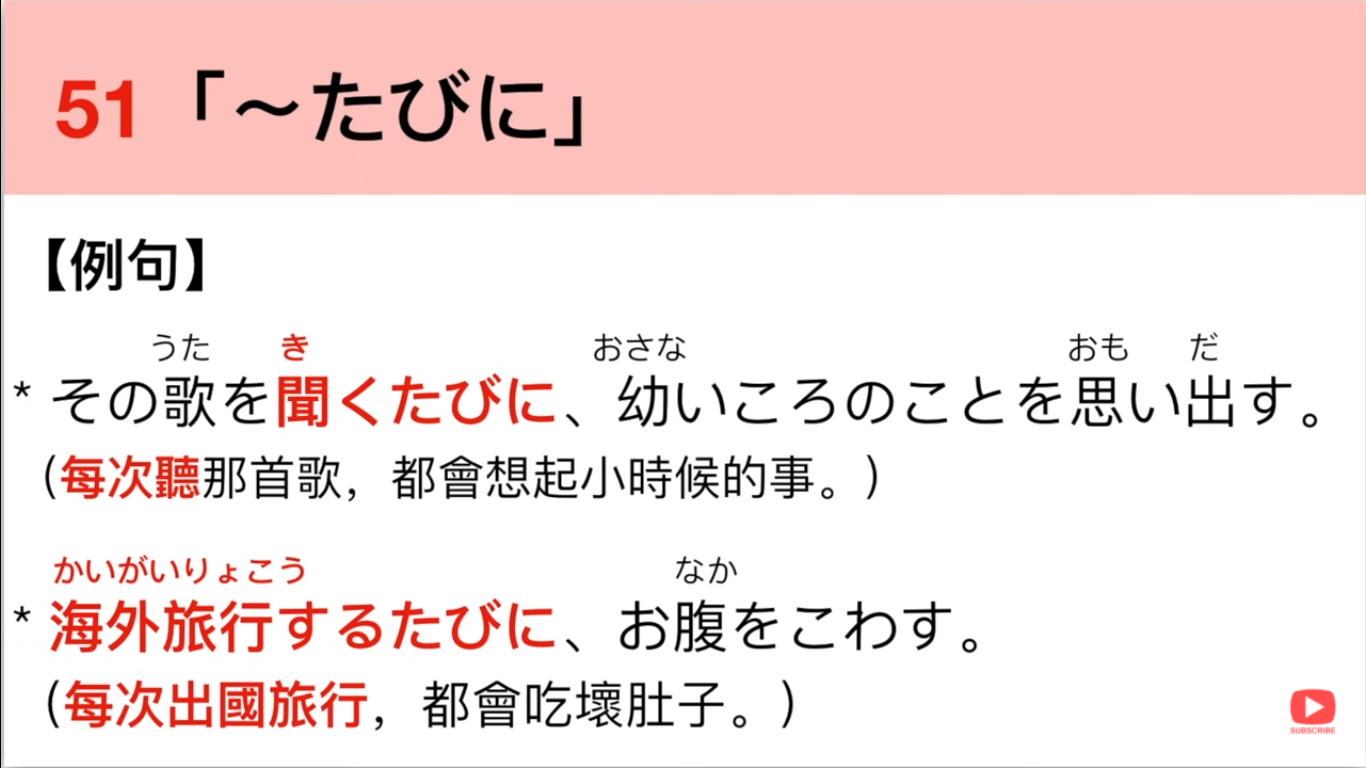 51「～たびに」
【例句】
うた き おさな おも だ
* その歌を聞くたびに、幼いころのことを思い出す。
（每次聽那首歌，都會想起小時候的事。）
かいがいりょこう なか
* 海外旅行するたびに、お腹をこわす。
（每次出國旅行，都會吃壞肚子。）
SUBSCRIBE